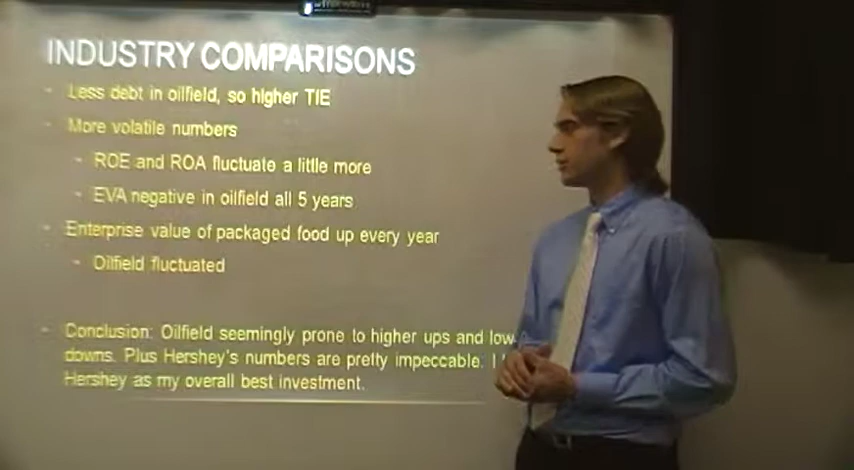 INDUSTRY COMPARISONS
- Less debt in oilfield, so higher TIE
- More volatile numbers
- ROE and ROA fluctuate a little more
- EVA negative in oilfield all 5 years
- Enterprise value of packaged food up every year
- Oilfield fluctuated
- Conclusion: Oilfield seemingly prone to higher ups and low
downs. Plus Hershey's numbers are pretty impeccable. I
Hershey as my overall best investment.